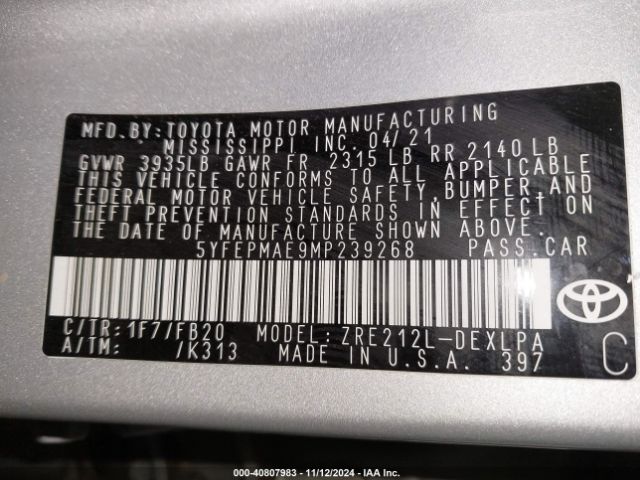 MFD. BY: TOYOTA MOTOR MANUFACTURING
MISSISSIPPI INC. 04/21
GVWR 3935LB GAWR FR 2315 LB RR 2140 LB
THIS VEHICLE CONFORMS TO ALL APPLICABLE
FEDERAL MOTOR VEHICLE SAFETY, BUMPER, AND
THEFT PREVENTION STANDARDS IN EFFECT ON
THE DATE OF MANUFACTURE SHOWN ABOVE.
5YFEPMAE9MP239268 PASS. CAR
C/TR: 1F7/FB20 MODEL: ZRE212L-DEXLPA
A/TM: /K313 MADE IN U.S.A. 397 C
000-40807983 - 11/12/2024 - IAA Inc.